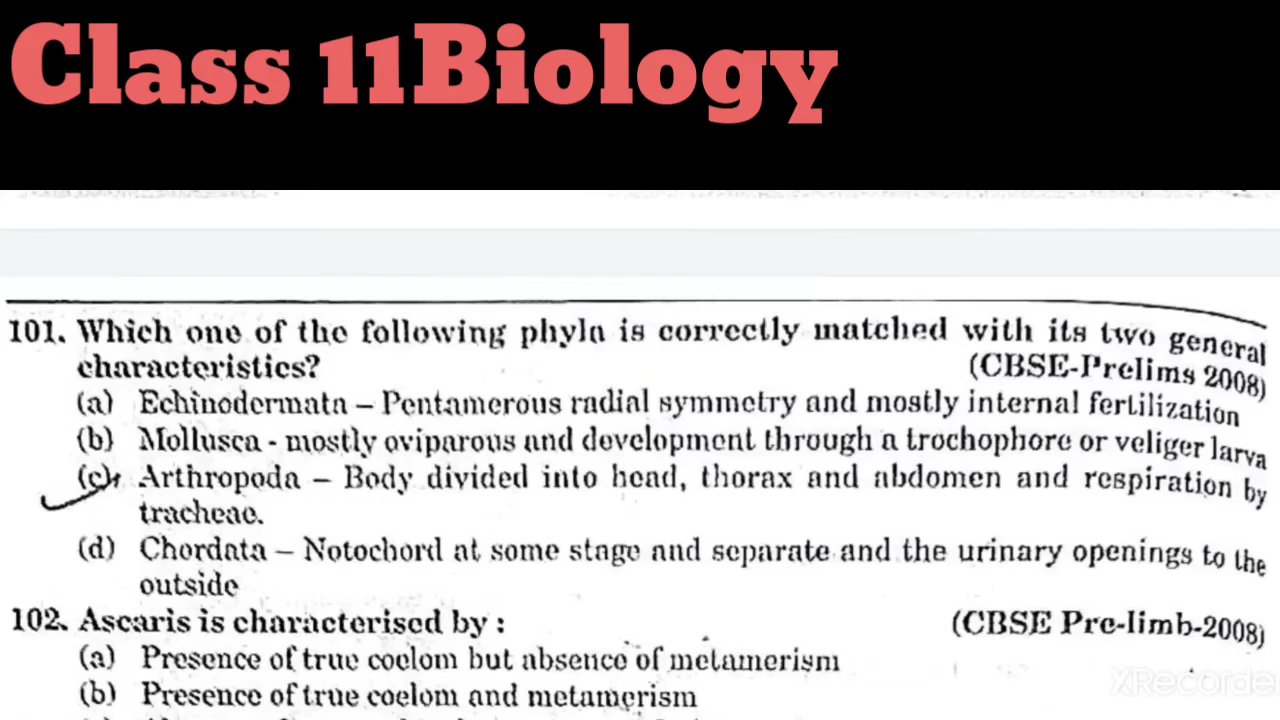 Class 11Biology
101. Which one of the following phyla is correctly matched with its two general
characteristics? (CBSE-Prelims 2008)
(a) Echinodermata – Pentamerous radial symmetry and mostly internal fertilization
(b) Mollusca - mostly oviparous and development through a trochophore or veliger larva
(c) Arthropoda – Body divided into head, thorax and abdomen and respiration by
tracheae.
(d) Chordata – Notochord at some stage and separate and the urinary openings to the
outside
102. Ascaris is characterised by : (CBSE Pre-limb-2008)
(a) Presence of true coelom but absence of metamerism
(b) Presence of true coelom and metamerism
XRecorder